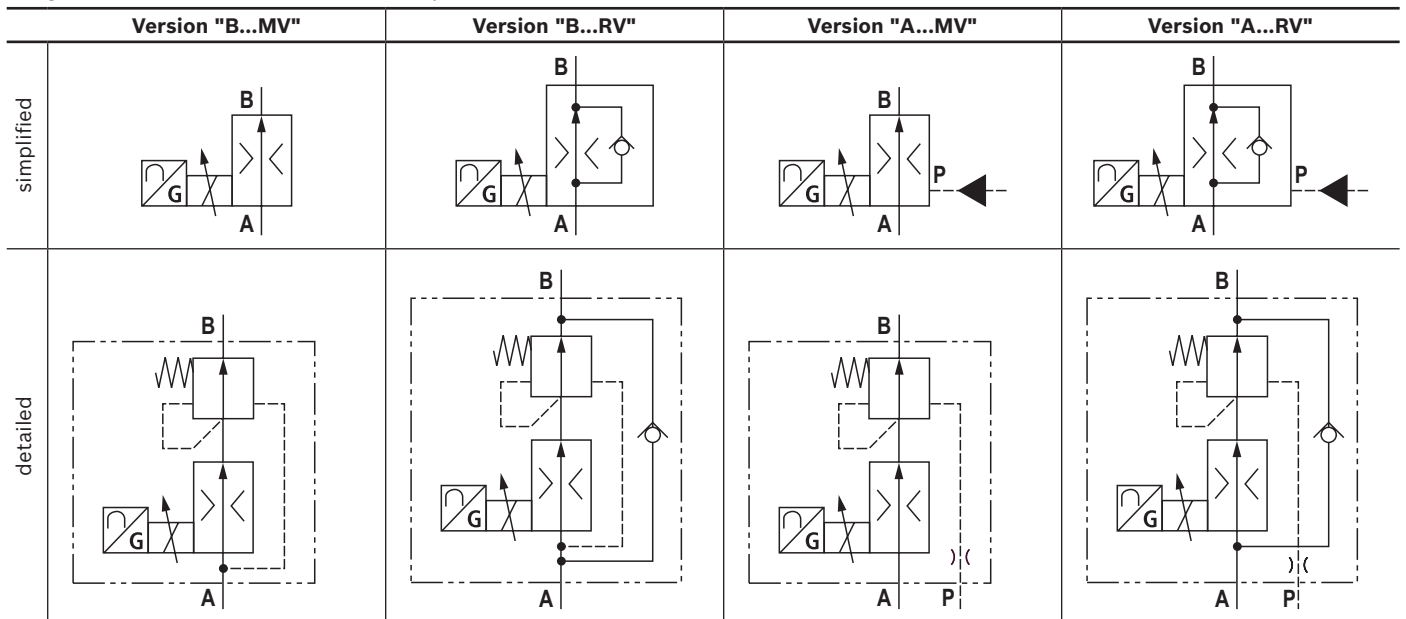 Version "B...MV" Version "B...RV" Version "A...MV" Version "A...RV"
simplified
B B B B
G G G P G P
A A A A
detailed
B B B B
G G G G
A A A P A P